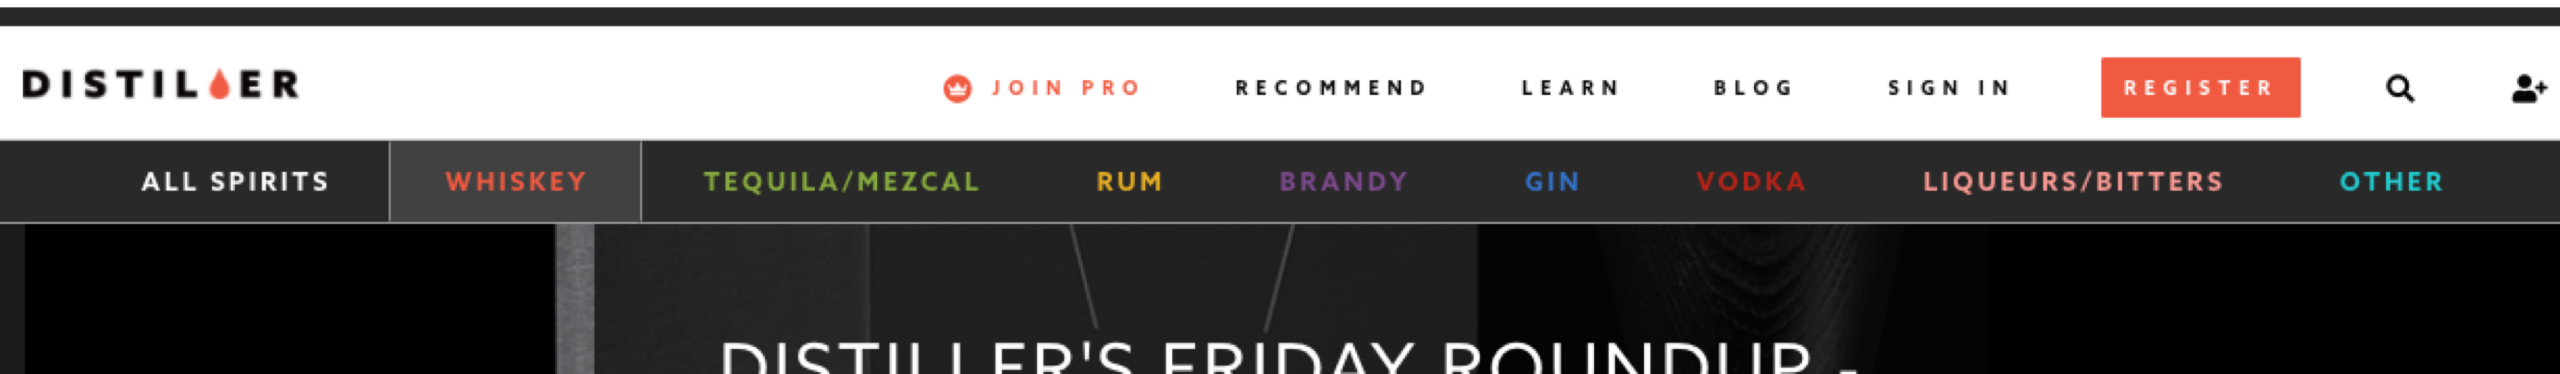 DISTILLER
JOIN PRO RECOMMEND LEARN BLOG SIGN IN REGISTER
ALL SPIRITS WHISKEY TEQUILA/MEZCAL RUM BRANDY GIN VODKA LIQUEURS/BITTERS OTHER
DISTILLER'S FRIDAY ROUNDUP -